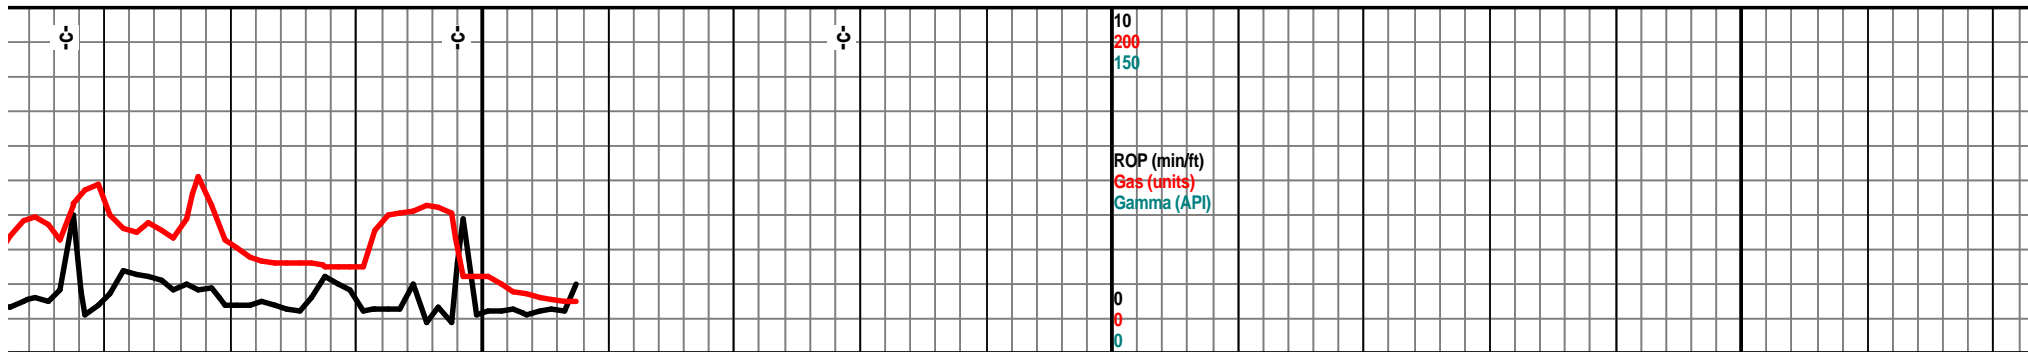 -C-
-C-
-C-
10
200
150
ROP (min/ft)
Gas (units)
Gamma (API)
0
0
0